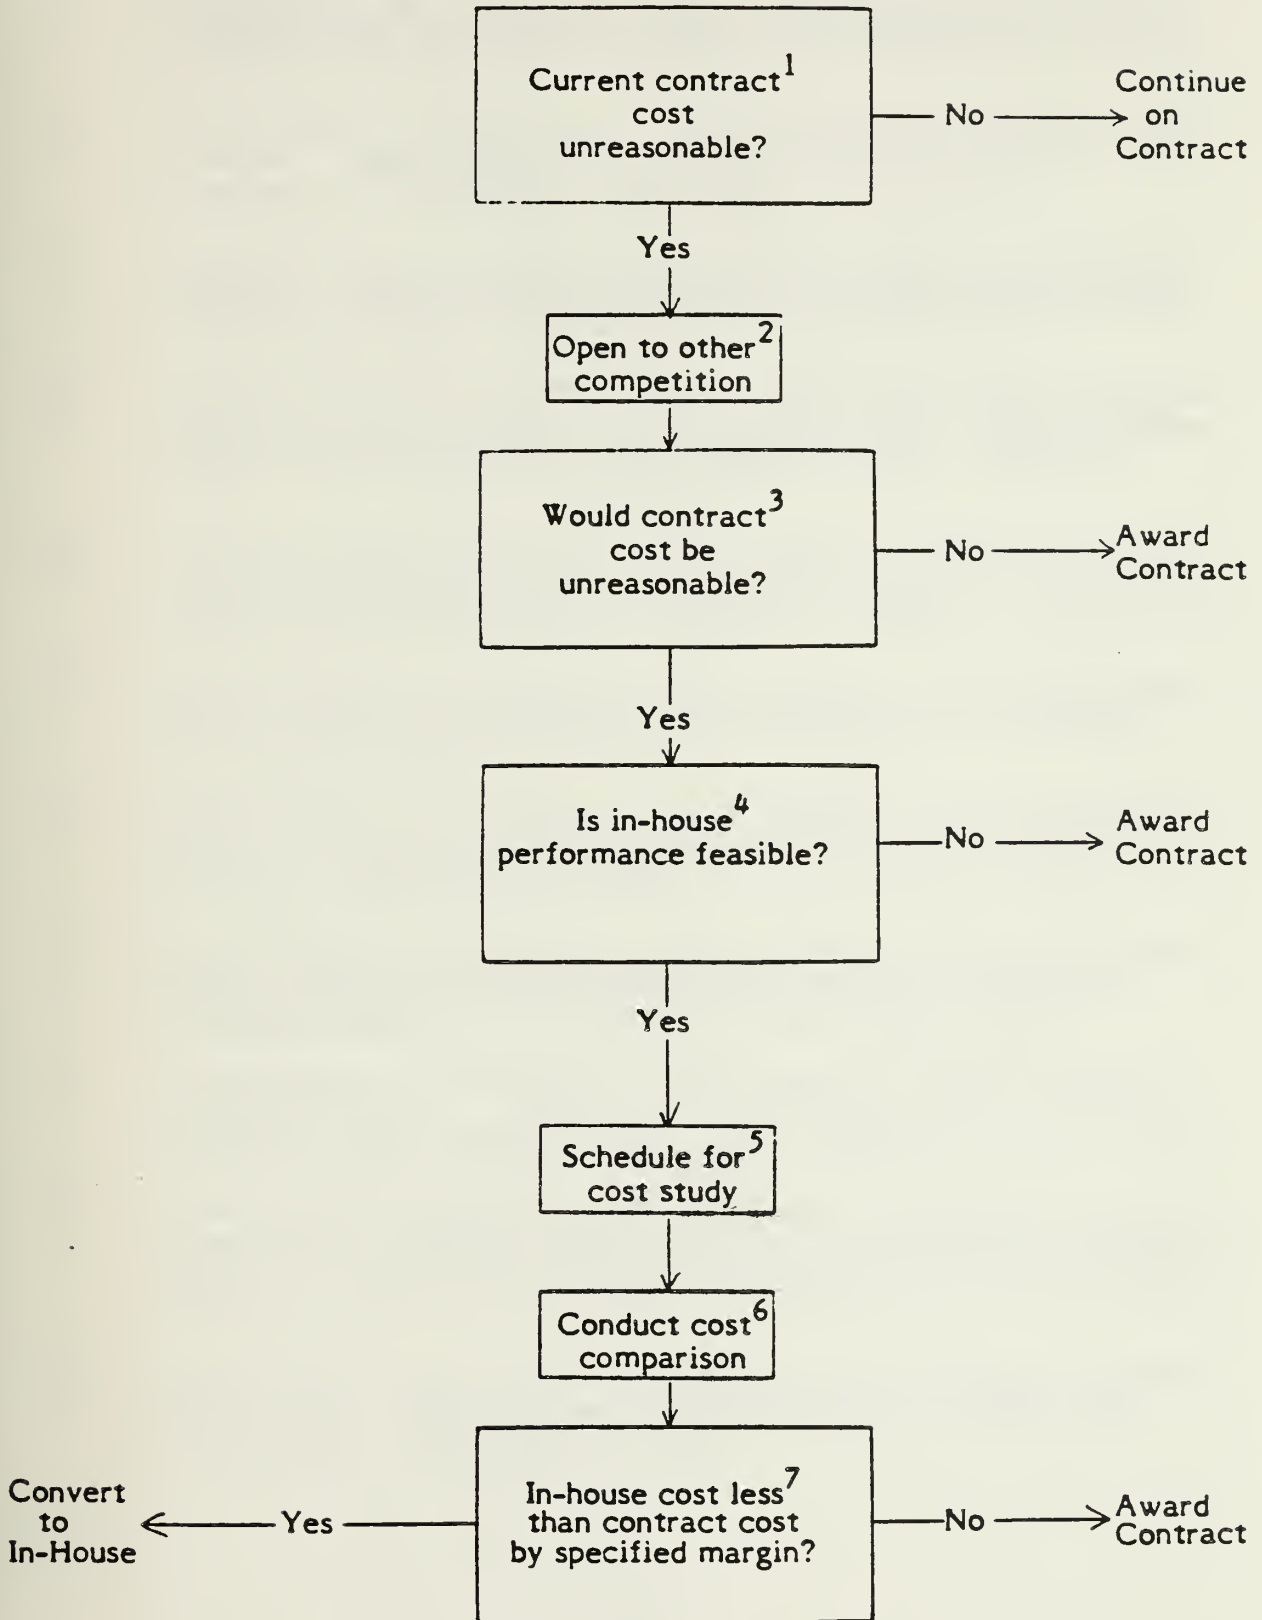 Current contract1
cost
unreasonable?
No
Continue
on
Contract
Yes
Open to other2
competition
Would contract3
cost be
unreasonable?
No
Award
Contract
Yes
Is in-house4
performance feasible?
No
Award
Contract
Yes
Schedule for5
cost study
Conduct cost6
comparison
Convert
to
In-House
Yes
In-house cost less7
than contract cost
by specified margin?
No
Award
Contract